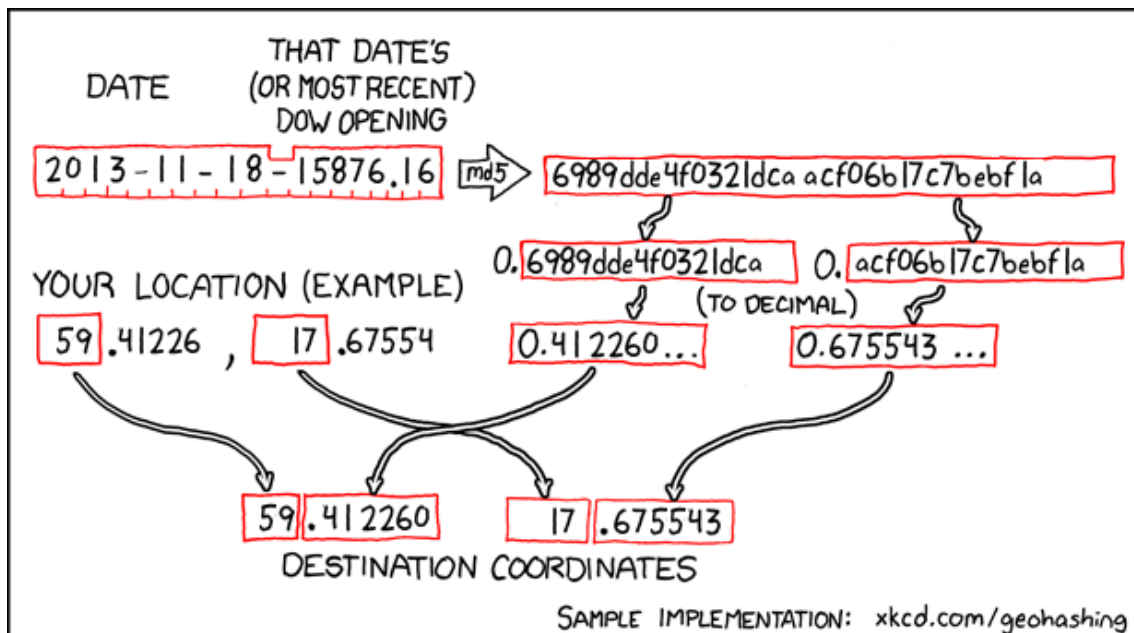 DATE
THAT DATE'S
(OR MOST RECENT)
DOW OPENING
2013-11-18-15876.16
md5
6989dde4f0321dca acf06b17c7bebf1a
0.6989dde4f0321dca
0. acf06b17c7bebf1a
(TO DECIMAL)
YOUR LOCATION (EXAMPLE)
59.41226, 17.67554
0.412260...
0.675543 ...
59.412260
17.675543
DESTINATION COORDINATES
SAMPLE IMPLEMENTATION: xkcd.com/geohashing